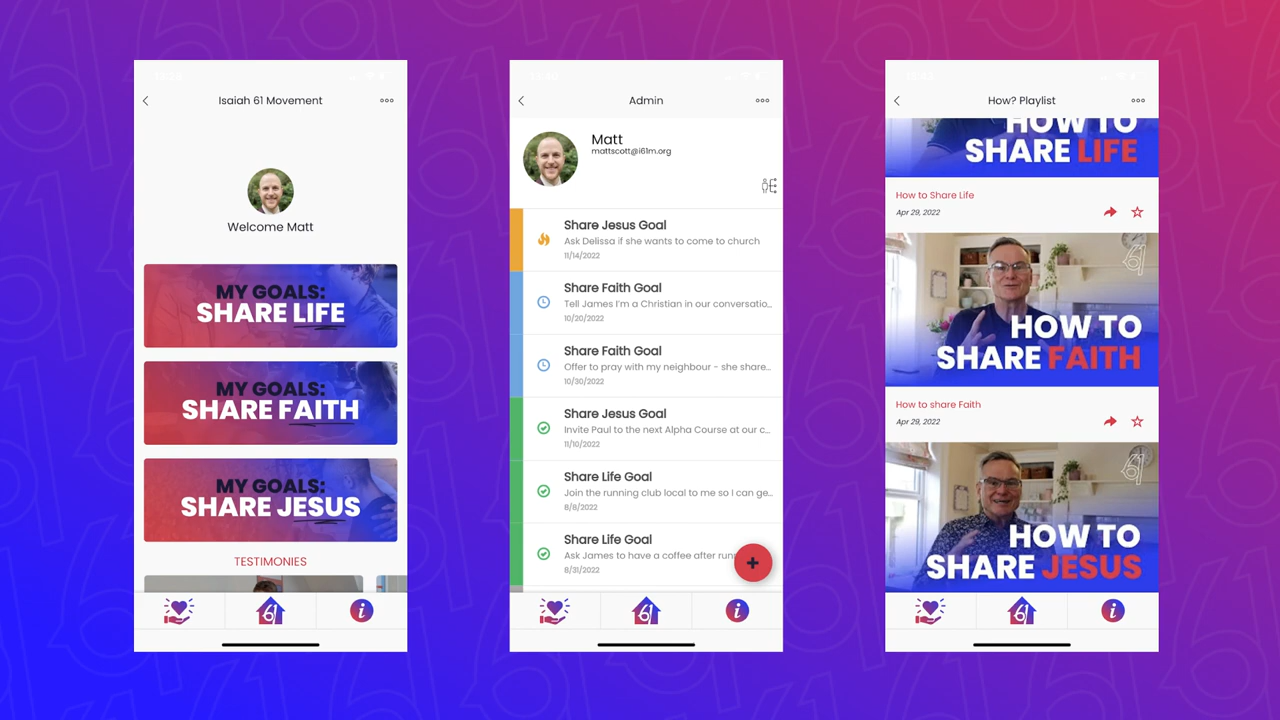 Isaiah 61 Movement
Welcome Matt
MY GOALS:
SHARE LIFE
MY GOALS:
SHARE FAITH
MY GOALS:
SHARE JESUS
TESTIMONIES
61
i
Admin
Matt
mattscott@i61m.org
Share Jesus Goal
Ask Delissa if she wants to come to church
11/14/2022
Share Faith Goal
Tell James I'm a Christian in our conversatio...
10/20/2022
Share Faith Goal
Offer to pray with my neighbour - she share...
10/30/2022
Share Jesus Goal
Invite Paul to the next Alpha Course at our c...
11/10/2022
Share Life Goal
Join the running club local to me so I can ge...
8/8/2022
Share Life Goal
Ask James to have a coffee after run
8/31/2022
+
61
i
How? Playlist
HOW TO
SHARE LIFE
How to Share Life
Apr 29, 2022
61
HOW TO
SHARE FAITH
How to share Faith
Apr 29, 2022
61
HOW TO
SHARE JESUS
61
i